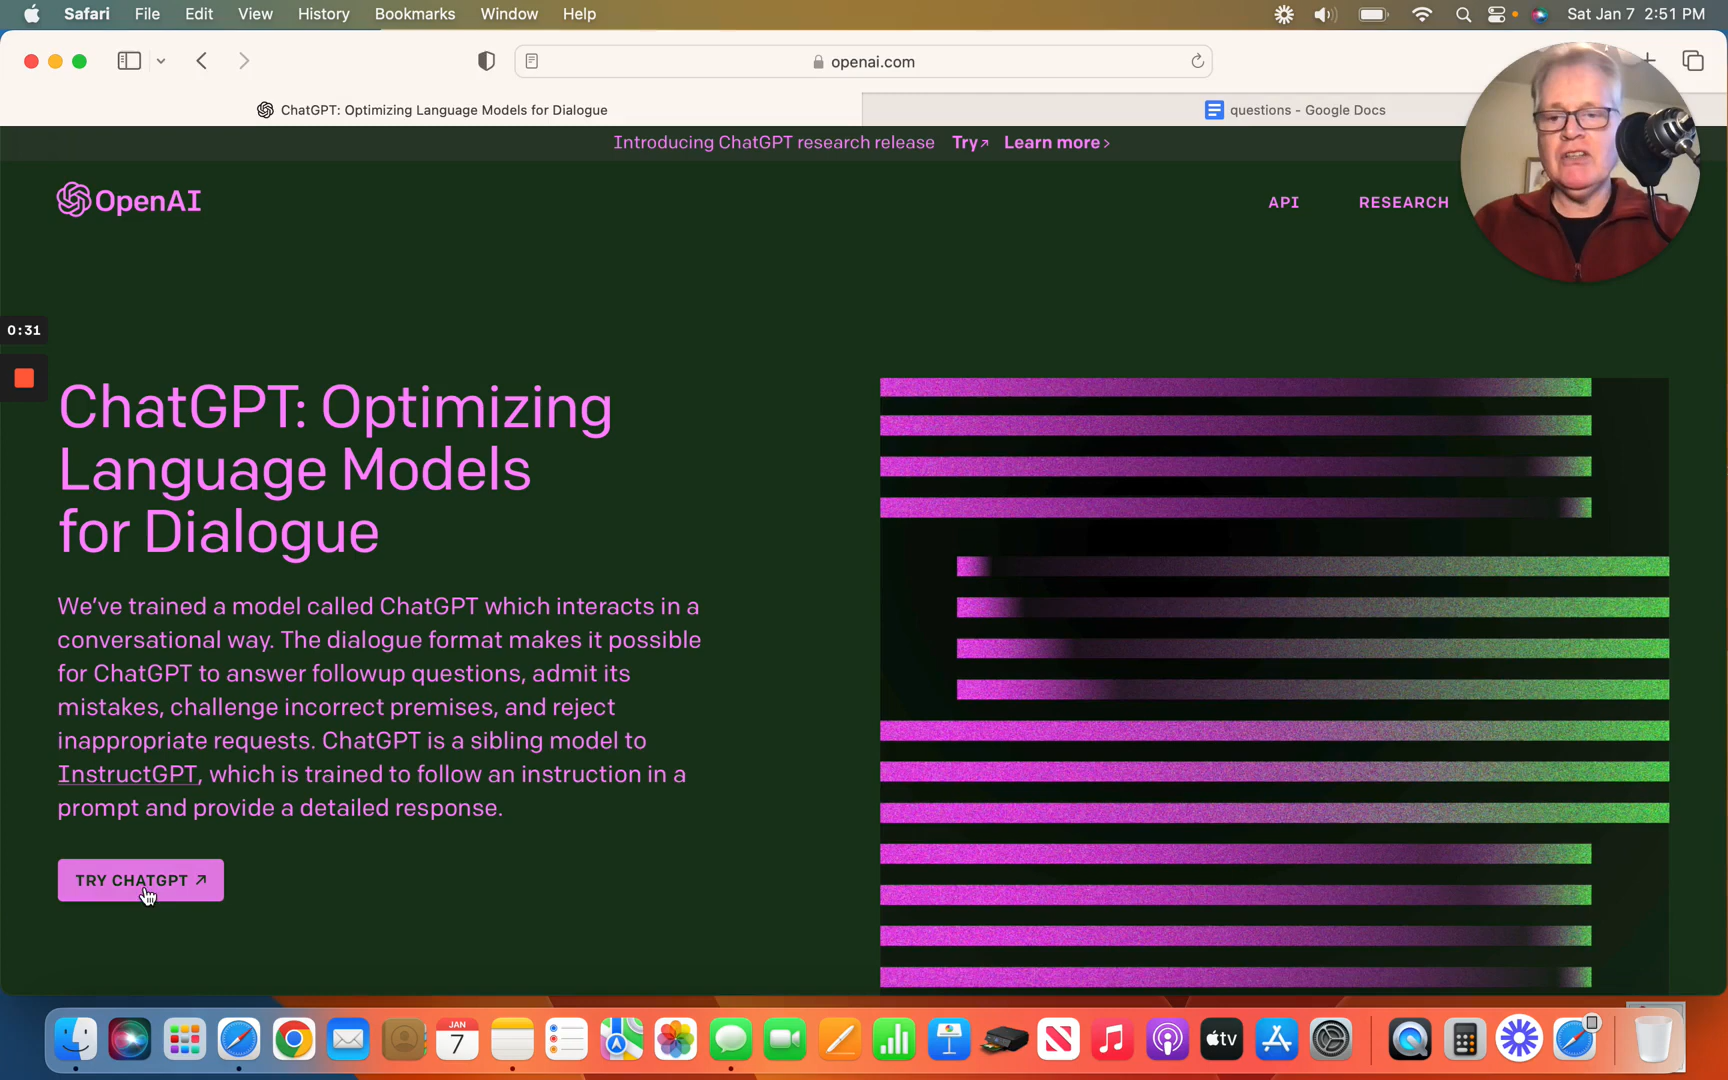 Safari File Edit View History Bookmarks Window Help Sat Jan 7 2:51 PM
openai.com
ChatGPT: Optimizing Language Models for Dialogue
questions - Google Docs
Introducing ChatGPT research release Try↗ Learn more ›
OpenAI
API RESEARCH
0:31
ChatGPT: Optimizing
Language Models
for Dialogue
We’ve trained a model called ChatGPT which interacts in a
conversational way. The dialogue format makes it possible
for ChatGPT to answer followup questions, admit its
mistakes, challenge incorrect premises, and reject
inappropriate requests. ChatGPT is a sibling model to
InstructGPT, which is trained to follow an instruction in a
prompt and provide a detailed response.
TRY CHATGPT ↗
JAN
7
tv